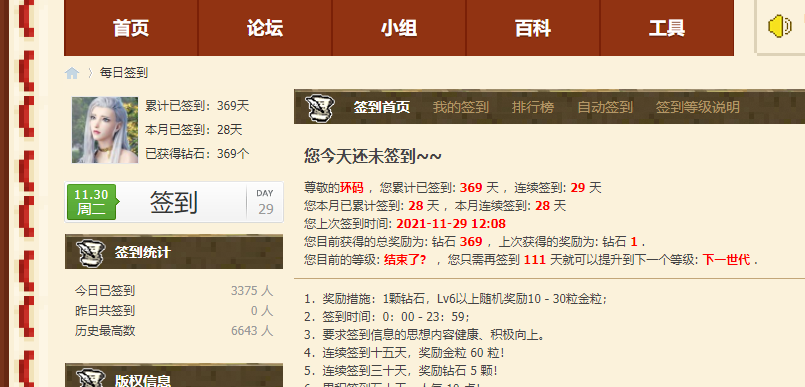 首页 论坛 小组 百科 工具
每日签到
累计已签到：369天
本月已签到：28天
已获得钻石：369个
11.30
周二
签到
DAY
29
签到统计
今日已签到 3375 人
昨日共签到 0 人
历史最高数 6643 人
版权信息
签到首页 我的签到 排行榜 自动签到 签到等级说明
您今天还未签到~~
尊敬的环码 ，您累计已签到: 369 天 ，连续签到: 29 天
您本月已累计签到: 28 天 ，本月连续签到: 28 天
您上次签到时间: 2021-11-29 12:08
您目前获得的总奖励为: 钻石 369 ，上次获得的奖励为: 钻石 1 .
您目前的等级: 结束了? ，您只需再签到 111 天就可以提升到下一个等级: 下一世代 .
1. 奖励措施：1颗钻石，Lv6以上随机奖励10 - 30粒金粒；
2. 签到时间：0：00 - 23：59；
3. 要求签到信息的思想内容健康、积极向上。
4. 连续签到十五天，奖励金粒 60 粒！
5. 连续签到三十天，奖励钻石 5 颗！